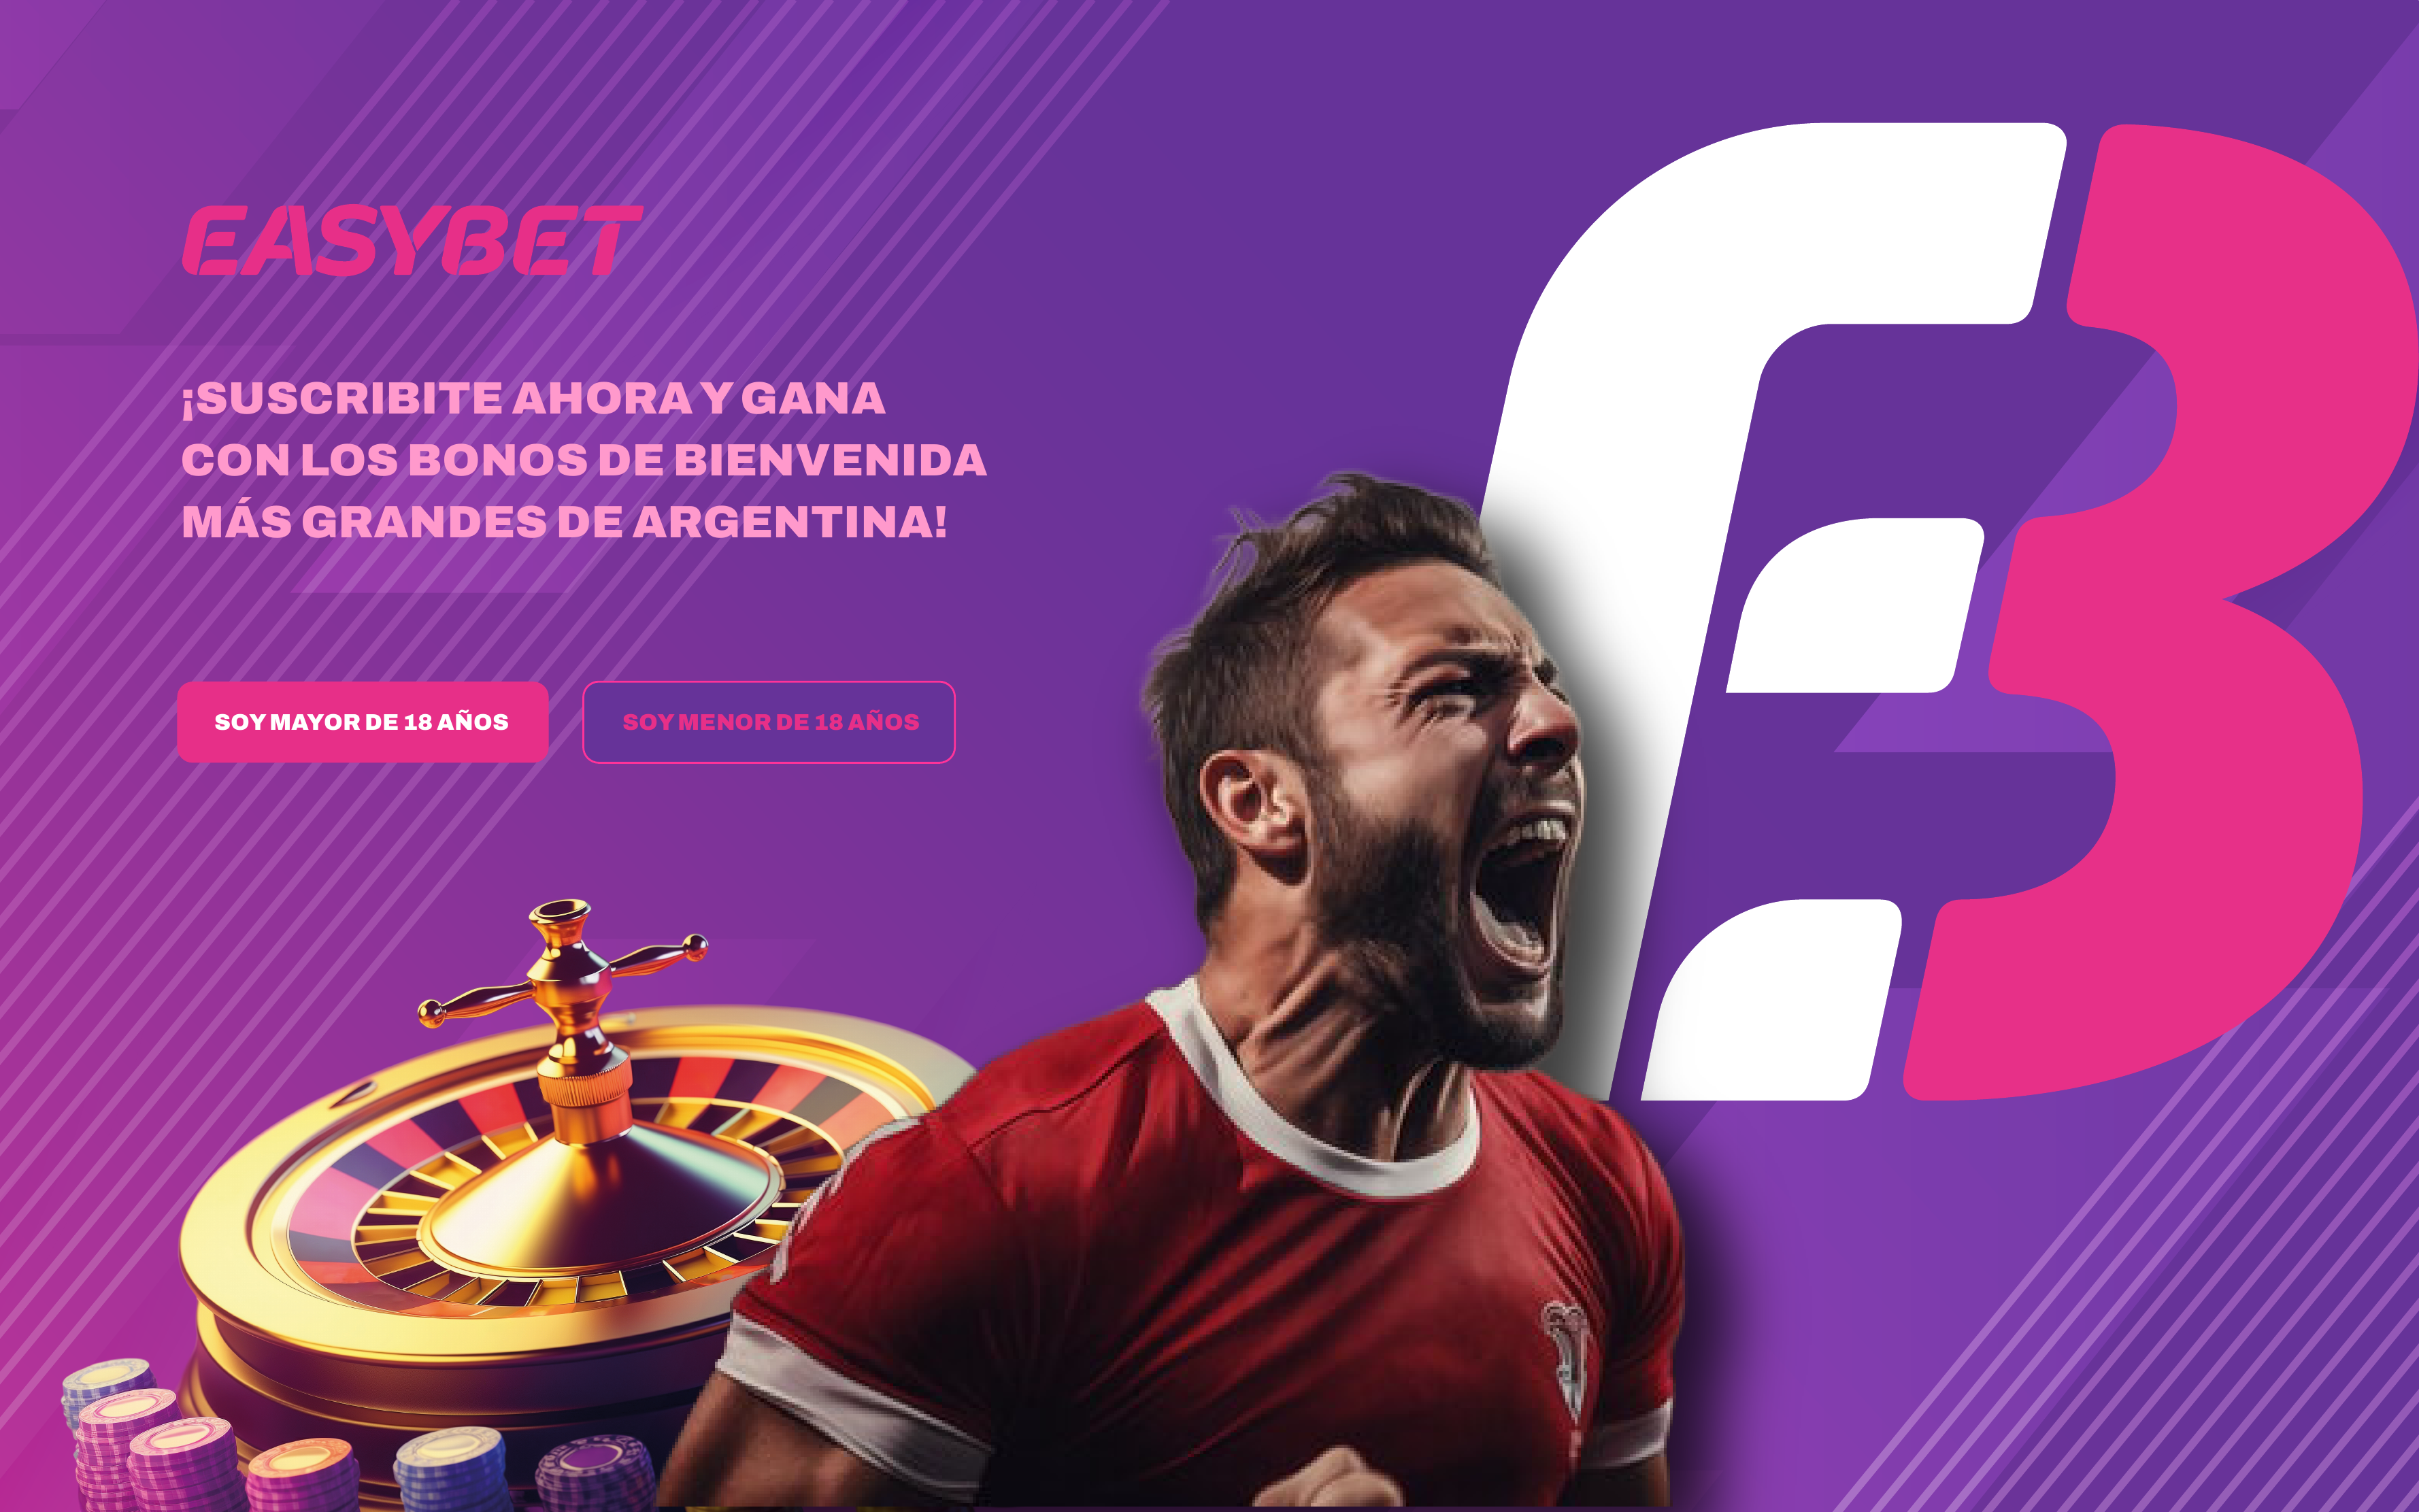 EASYBET
¡SUSCRIBITE AHORA Y GANA
CON LOS BONOS DE BIENVENIDA
MÁS GRANDES DE ARGENTINA!
SOY MAYOR DE 18 AÑOS
SOY MENOR DE 18 AÑOS
EB